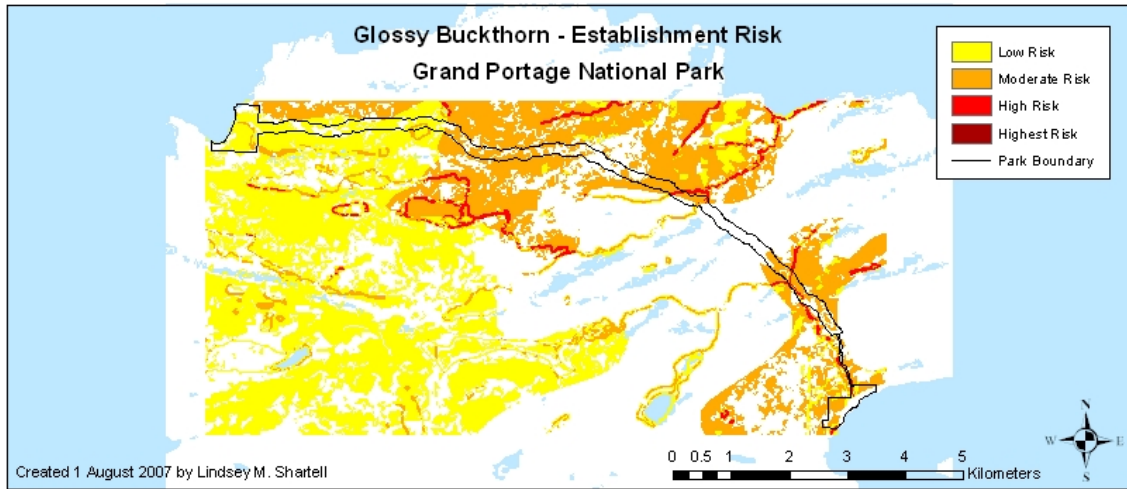 Glossy Buckthorn - Establishment Risk
Grand Portage National Park
Low Risk
Moderate Risk
High Risk
Highest Risk
Park Boundary
N
W E
S
0 0.5 1 2 3 4 5
Kilometers
Created 1 August 2007 by Lindsey M. Shartell